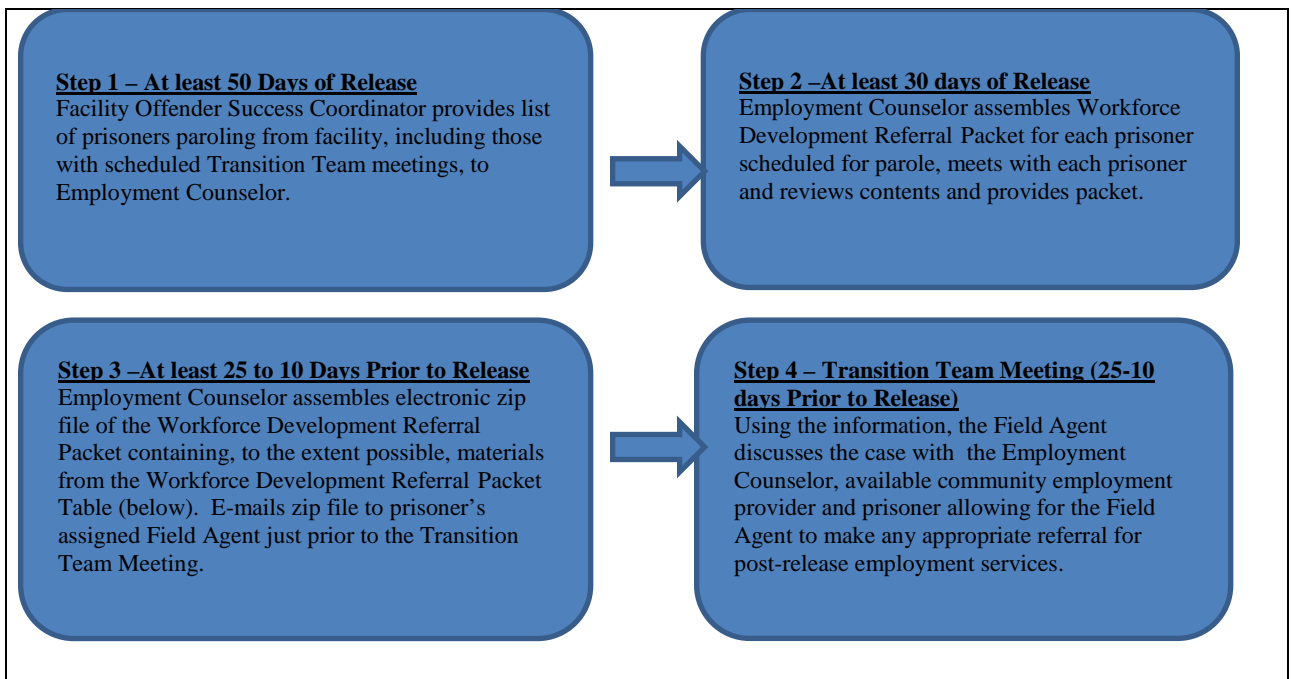 Step 1 – At least 50 Days of Release
Facility Offender Success Coordinator provides list
of prisoners paroling from facility, including those
with scheduled Transition Team meetings, to
Employment Counselor.
Step 2 –At least 30 days of Release
Employment Counselor assembles Workforce
Development Referral Packet for each prisoner
scheduled for parole, meets with each prisoner
and reviews contents and provides packet.
Step 3 –At least 25 to 10 Days Prior to Release
Employment Counselor assembles electronic zip
file of the Workforce Development Referral
Packet containing, to the extent possible, materials
from the Workforce Development Referral Packet
Table (below).  E-mails zip file to prisoner's
assigned Field Agent just prior to the Transition
Team Meeting.
Step 4 – Transition Team Meeting (25-10
days Prior to Release)
Using the information, the Field Agent
discusses the case with  the Employment
Counselor, available community employment
provider and prisoner allowing for the Field
Agent to make any appropriate referral for
post-release employment services.